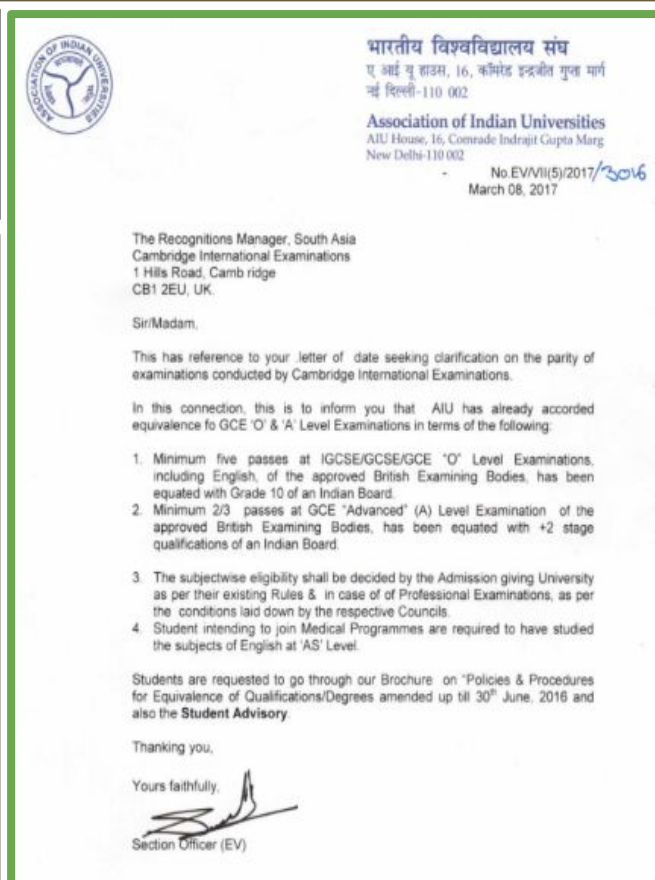 ASSOCIATION OF INDIAN UNIVERSITIES
भारतीय विश्वविद्यालय संघ
ए आई यू हाउस, 16, कॉमरेड इन्द्रजीत गुप्ता मार्ग
नई दिल्ली-110 002
Association of Indian Universities
AIU House, 16, Comrade Indrajit Gupta Marg
New Delhi-110 002
No.EV/VII(5)/2017/3016
March 08, 2017
The Recognitions Manager, South Asia
Cambridge International Examinations
1 Hills Road, Camb ridge
CB1 2EU, UK.
Sir/Madam,
This has reference to your .letter of date seeking clarification on the parity of
examinations conducted by Cambridge International Examinations.
In this connection, this is to inform you that AIU has already accorded
equivalence fo GCE 'O' & 'A' Level Examinations in terms of the following:
1. Minimum five passes at IGCSE/GCSE/GCE "O" Level Examinations,
including English, of the approved British Examining Bodies, has been
equated with Grade 10 of an Indian Board.
2. Minimum 2/3 passes at GCE "Advanced" (A) Level Examination of the
approved British Examining Bodies, has been equated with +2 stage
qualifications of an Indian Board.
3. The subjectwise eligibility shall be decided by the Admission giving University
as per their existing Rules & in case of of Professional Examinations, as per
the conditions laid down by the respective Councils.
4. Student intending to join Medical Programmes are required to have studied
the subjects of English at 'AS' Level.
Students are requested to go through our Brochure on "Policies & Procedures
for Equivalence of Qualifications/Degrees amended up till 30th June, 2016 and
also the Student Advisory.
Thanking you,
Yours faithfully,
Section Officer (EV)